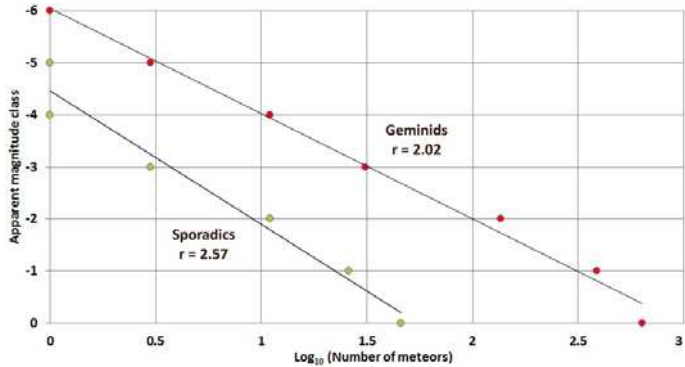 Apparent magnitude class
-6
-5
-4
-3
-2
-1
0
Geminids
r = 2.02
Sporadics
r = 2.57
0 0.5 1 1.5 2 2.5 3
Log₁₀ (Number of meteors)